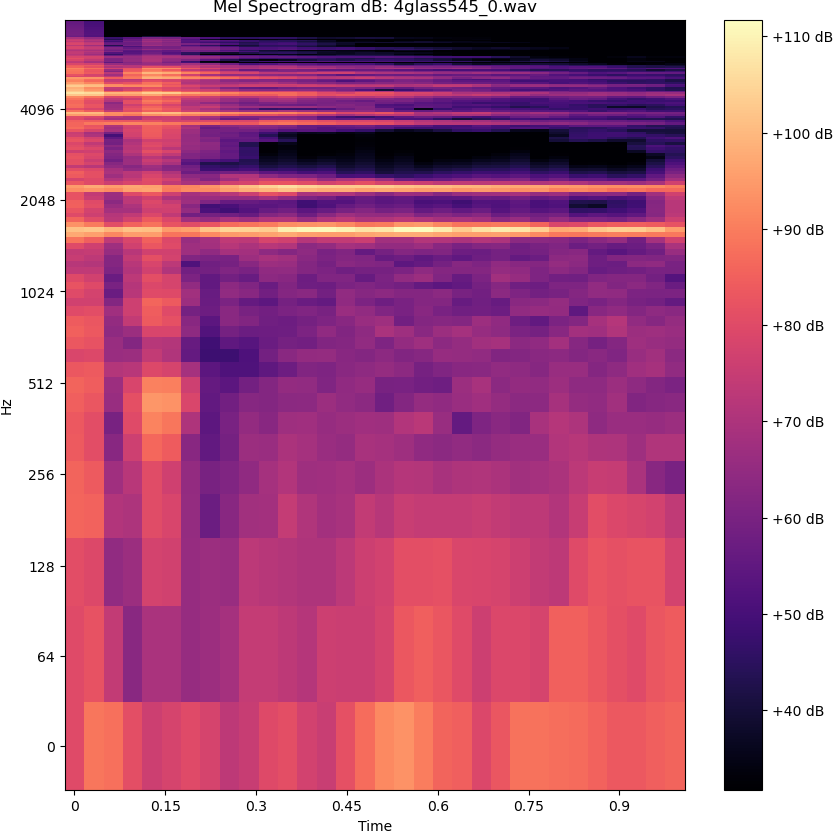 Mel Spectrogram dB: 4glass545_0.wav
Hz
4096
2048
1024
512
256
128
64
0
0 0.15 0.3 0.45 0.6 0.75 0.9
Time
+110 dB
+100 dB
+90 dB
+80 dB
+70 dB
+60 dB
+50 dB
+40 dB